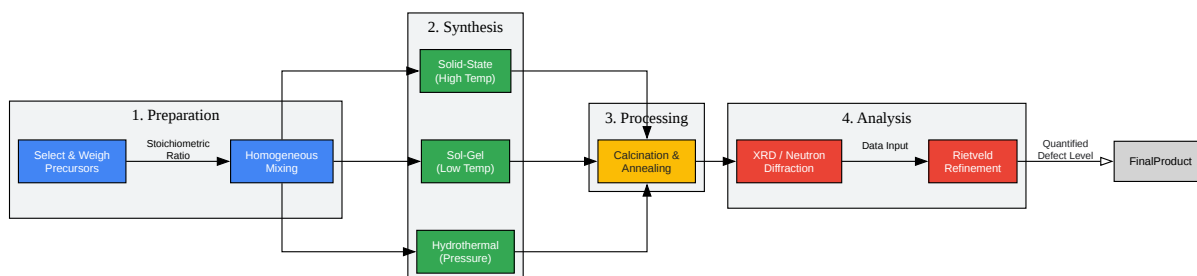 1. Preparation
Select & Weigh
Precursors
Stoichiometric
Ratio
Homogeneous
Mixing
2. Synthesis
Solid-State
(High Temp)
Sol-Gel
(Low Temp)
Hydrothermal
(Pressure)
3. Processing
Calcination &
Annealing
4. Analysis
XRD / Neutron
Diffraction
Data Input
Rietveld
Refinement
Quantified
Defect Level
FinalProduct